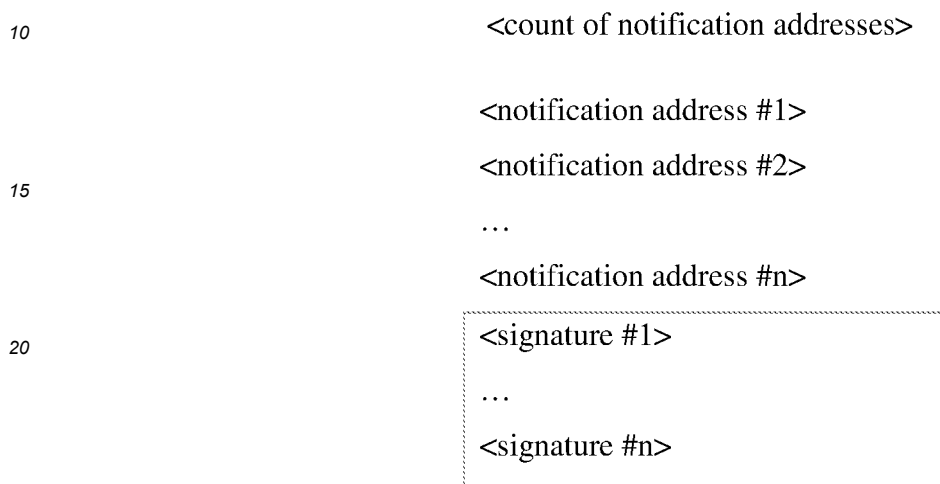 10 <count of notification addresses>
<notification address #1>
<notification address #2>
15
…
<notification address #n>
<signature #1>
20
…
<signature #n>